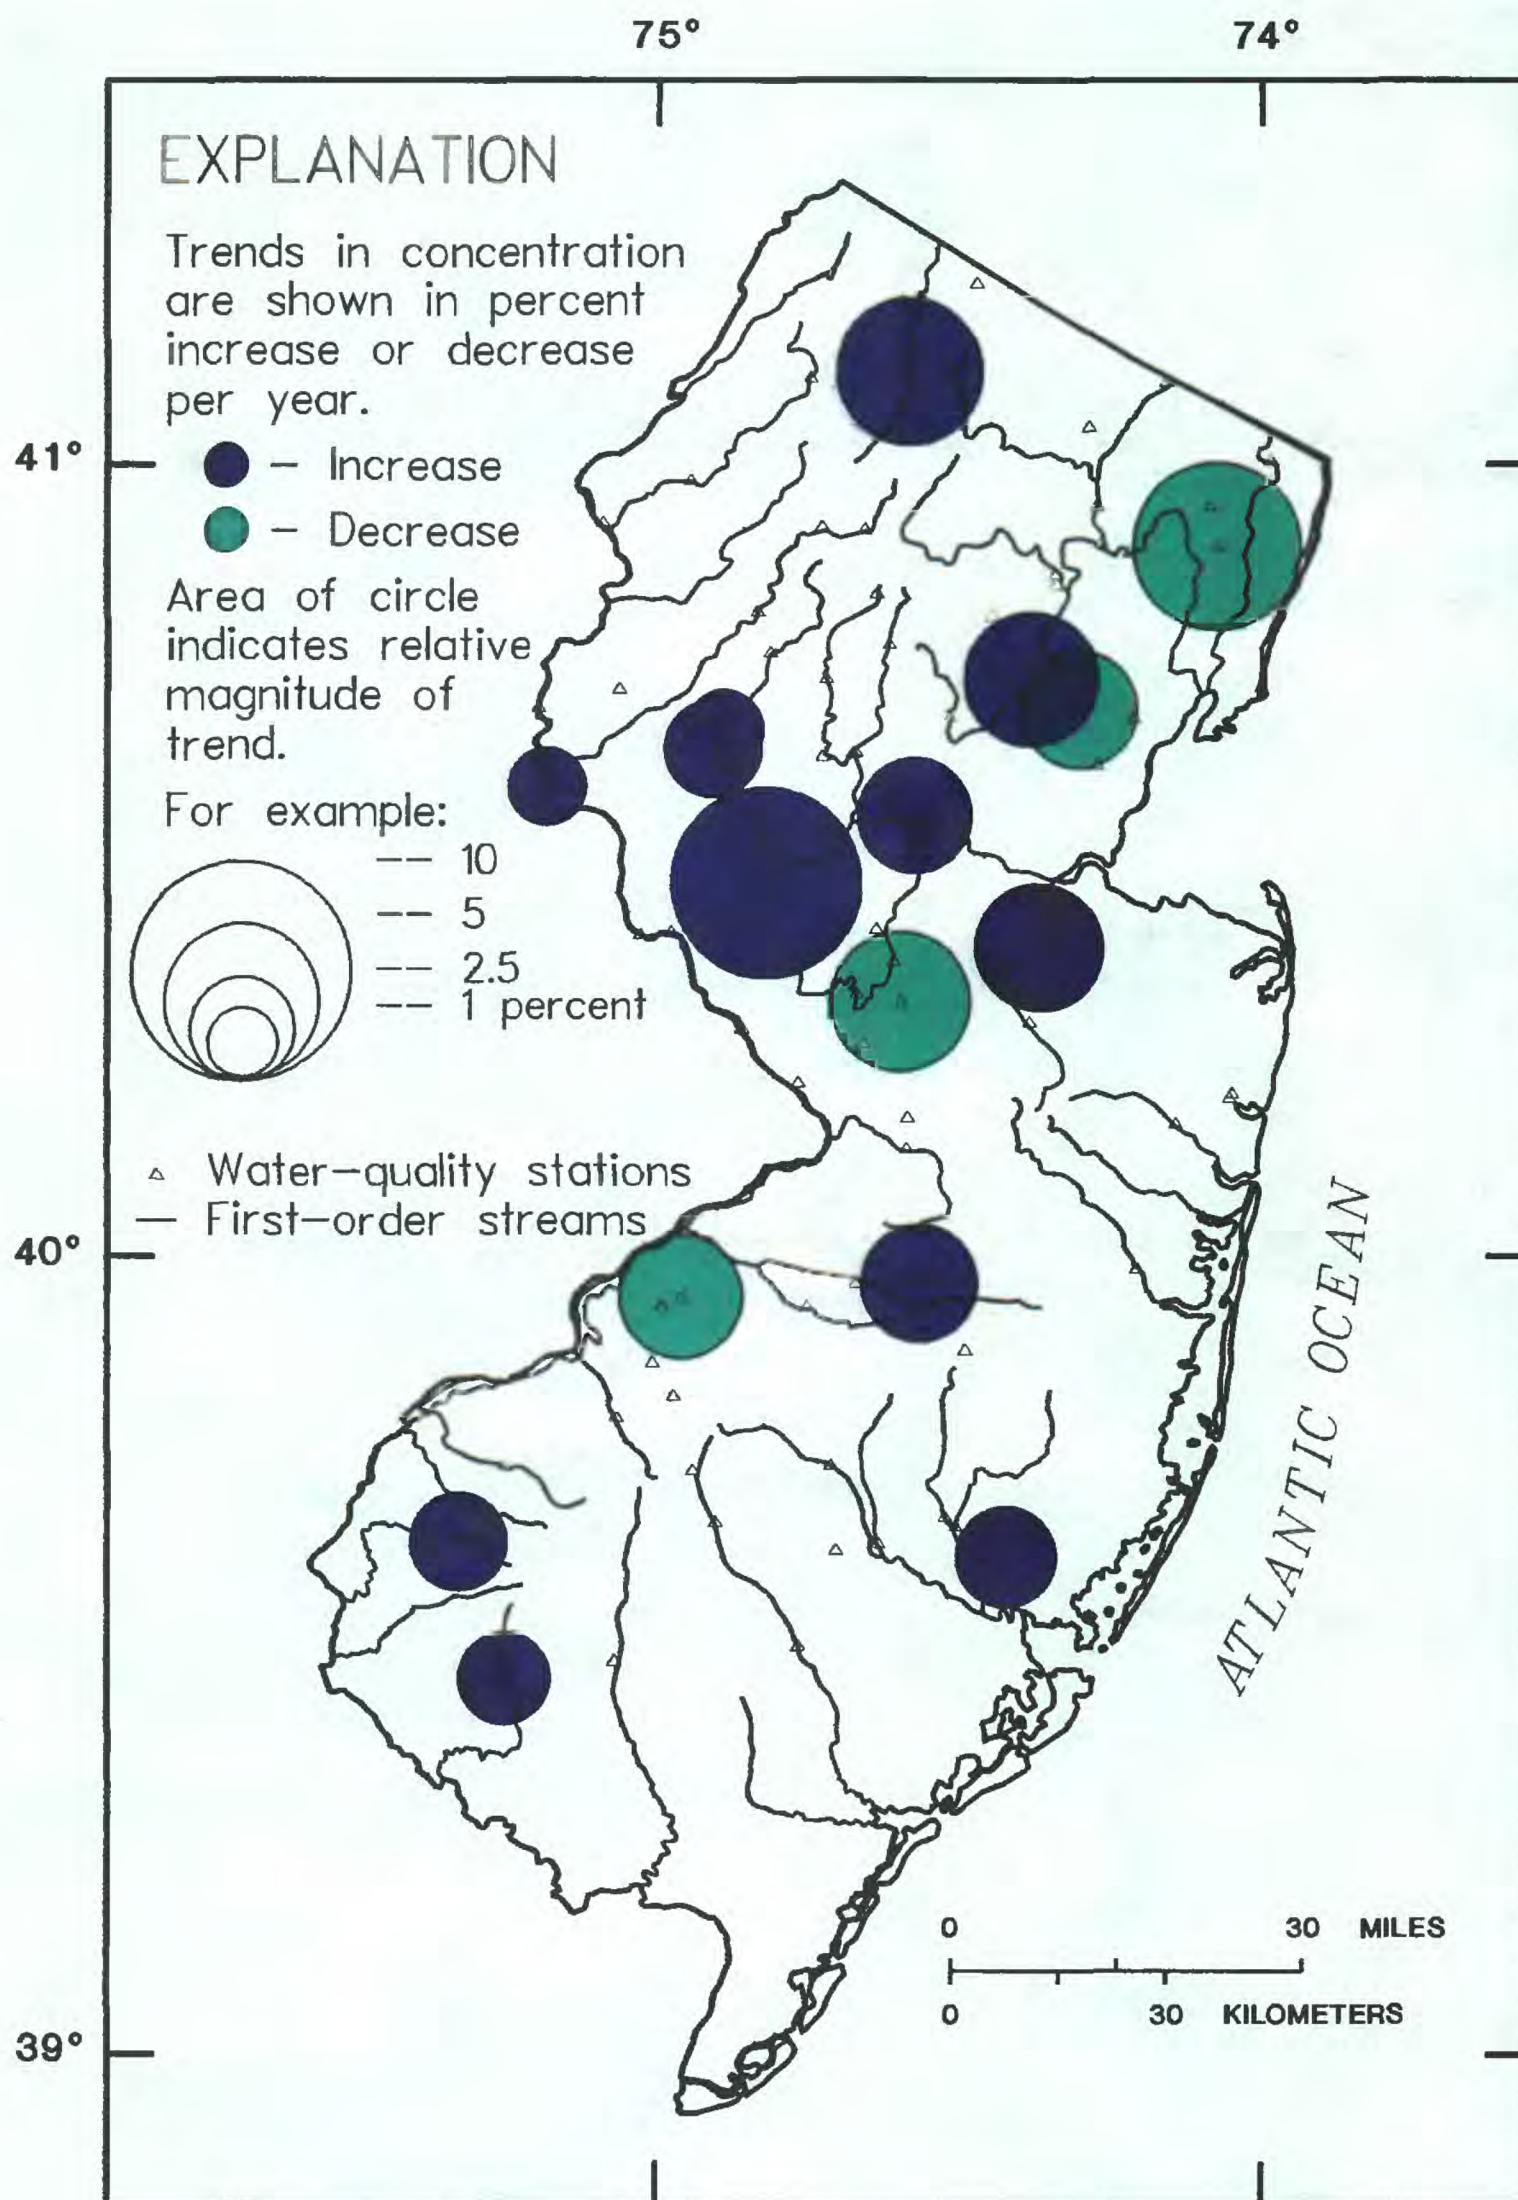 75° 74°
EXPLANATION
Trends in concentration
are shown in percent
increase or decrease
per year.
41°
– Increase
– Decrease
Area of circle
indicates relative
magnitude of
trend.
For example:
–– 10
–– 5
–– 2.5
–– 1 percent
Water–quality stations
— First–order streams
40°
ATLANTIC OCEAN
0 30 MILES
0 30 KILOMETERS
39°